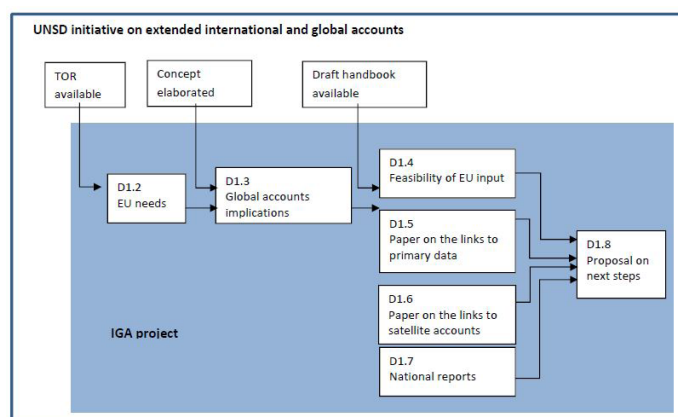 UNSD initiative on extended international and global accounts
TOR
available
Concept
elaborated
Draft handbook
available
D1.2
EU needs
D1.3
Global accounts
implications
D1.4
Feasibility of EU input
D1.5
Paper on the links to
primary data
D1.6
Paper on the links to
satellite accounts
D1.7
National reports
D1.8
Proposal on
next steps
IGA project